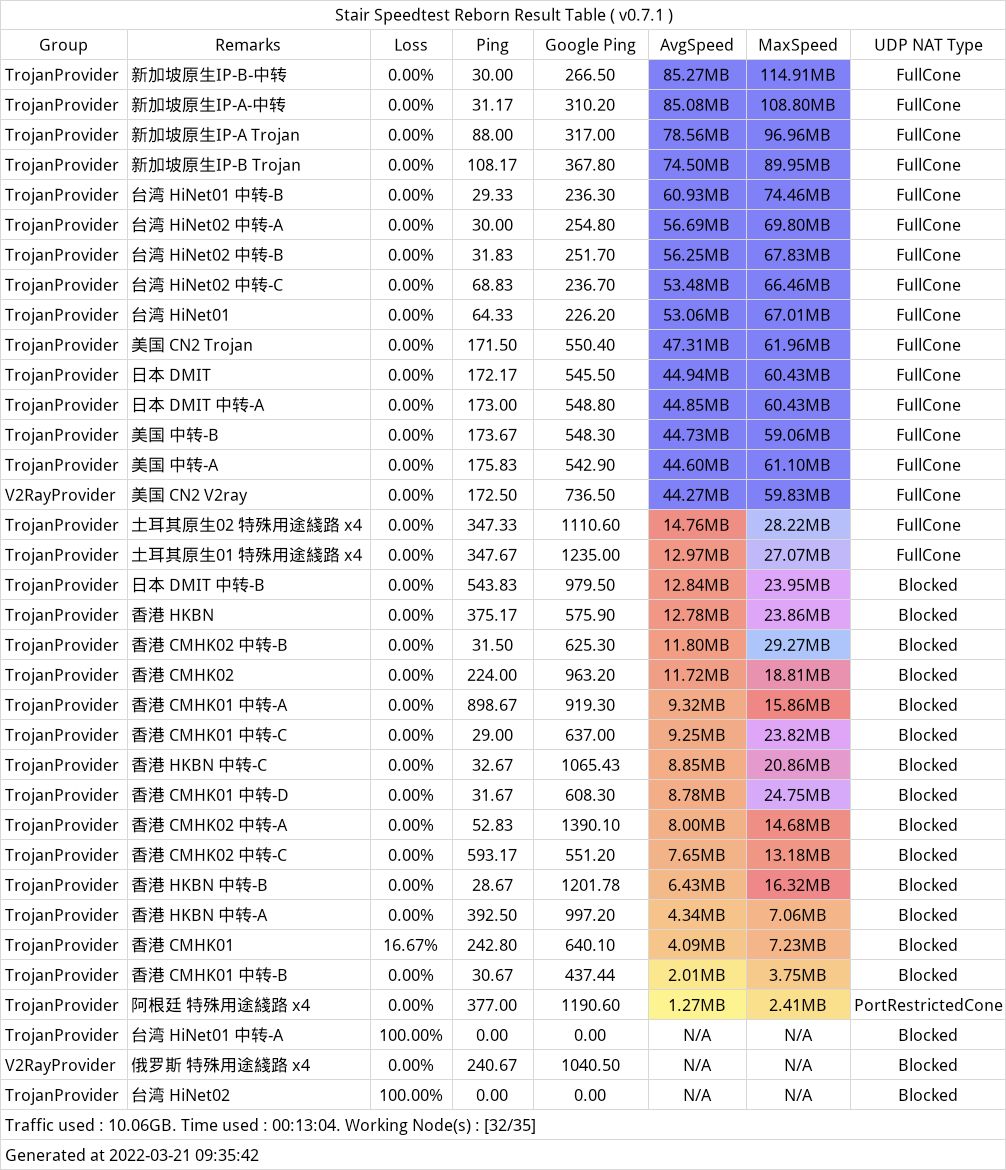 Stair Speedtest Reborn Result Table ( v0.7.1 )
Group Remarks Loss Ping Google Ping AvgSpeed MaxSpeed UDP NAT Type
TrojanProvider 新加坡原生IP-B-中转 0.00% 30.00 266.50 85.27MB 114.91MB FullCone
TrojanProvider 新加坡原生IP-A-中转 0.00% 31.17 310.20 85.08MB 108.80MB FullCone
TrojanProvider 新加坡原生IP-A Trojan 0.00% 88.00 317.00 78.56MB 96.96MB FullCone
TrojanProvider 新加坡原生IP-B Trojan 0.00% 108.17 367.80 74.50MB 89.95MB FullCone
TrojanProvider 台湾 HiNet01 中转-B 0.00% 29.33 236.30 60.93MB 74.46MB FullCone
TrojanProvider 台湾 HiNet02 中转-A 0.00% 30.00 254.80 56.69MB 69.80MB FullCone
TrojanProvider 台湾 HiNet02 中转-B 0.00% 31.83 251.70 56.25MB 67.83MB FullCone
TrojanProvider 台湾 HiNet02 中转-C 0.00% 68.83 236.70 53.48MB 66.46MB FullCone
TrojanProvider 台湾 HiNet01 0.00% 64.33 226.20 53.06MB 67.01MB FullCone
TrojanProvider 美国 CN2 Trojan 0.00% 171.50 550.40 47.31MB 61.96MB FullCone
TrojanProvider 日本 DMIT 0.00% 172.17 545.50 44.94MB 60.43MB FullCone
TrojanProvider 日本 DMIT 中转-A 0.00% 173.00 548.80 44.85MB 60.43MB FullCone
TrojanProvider 美国 中转-B 0.00% 173.67 548.30 44.73MB 59.06MB FullCone
TrojanProvider 美国 中转-A 0.00% 175.83 542.90 44.60MB 61.10MB FullCone
V2RayProvider 美国 CN2 V2ray 0.00% 172.50 736.50 44.27MB 59.83MB FullCone
TrojanProvider 土耳其原生02 特殊用途綫路 x4 0.00% 347.33 1110.60 14.76MB 28.22MB FullCone
TrojanProvider 土耳其原生01 特殊用途綫路 x4 0.00% 347.67 1235.00 12.97MB 27.07MB FullCone
TrojanProvider 日本 DMIT 中转-B 0.00% 543.83 979.50 12.84MB 23.95MB Blocked
TrojanProvider 香港 HKBN 0.00% 375.17 575.90 12.78MB 23.86MB Blocked
TrojanProvider 香港 CMHK02 中转-B 0.00% 31.50 625.30 11.80MB 29.27MB Blocked
TrojanProvider 香港 CMHK02 0.00% 224.00 963.20 11.72MB 18.81MB Blocked
TrojanProvider 香港 CMHK01 中转-A 0.00% 898.67 919.30 9.32MB 15.86MB Blocked
TrojanProvider 香港 CMHK01 中转-C 0.00% 29.00 637.00 9.25MB 23.82MB Blocked
TrojanProvider 香港 HKBN 中转-C 0.00% 32.67 1065.43 8.85MB 20.86MB Blocked
TrojanProvider 香港 CMHK01 中转-D 0.00% 31.67 608.30 8.78MB 24.75MB Blocked
TrojanProvider 香港 CMHK02 中转-A 0.00% 52.83 1390.10 8.00MB 14.68MB Blocked
TrojanProvider 香港 CMHK02 中转-C 0.00% 593.17 551.20 7.65MB 13.18MB Blocked
TrojanProvider 香港 HKBN 中转-B 0.00% 28.67 1201.78 6.43MB 16.32MB Blocked
TrojanProvider 香港 HKBN 中转-A 0.00% 392.50 997.20 4.34MB 7.06MB Blocked
TrojanProvider 香港 CMHK01 16.67% 242.80 640.10 4.09MB 7.23MB Blocked
TrojanProvider 香港 CMHK01 中转-B 0.00% 30.67 437.44 2.01MB 3.75MB Blocked
TrojanProvider 阿根廷 特殊用途綫路 x4 0.00% 377.00 1190.60 1.27MB 2.41MB PortRestrictedCone
TrojanProvider 台湾 HiNet01 中转-A 100.00% 0.00 0.00 N/A N/A Blocked
V2RayProvider 俄罗斯 特殊用途綫路 x4 0.00% 240.67 1040.50 N/A N/A Blocked
TrojanProvider 台湾 HiNet02 100.00% 0.00 0.00 N/A N/A Blocked
Traffic used : 10.06GB. Time used : 00:13:04. Working Node(s) : [32/35]
Generated at 2022-03-21 09:35:42